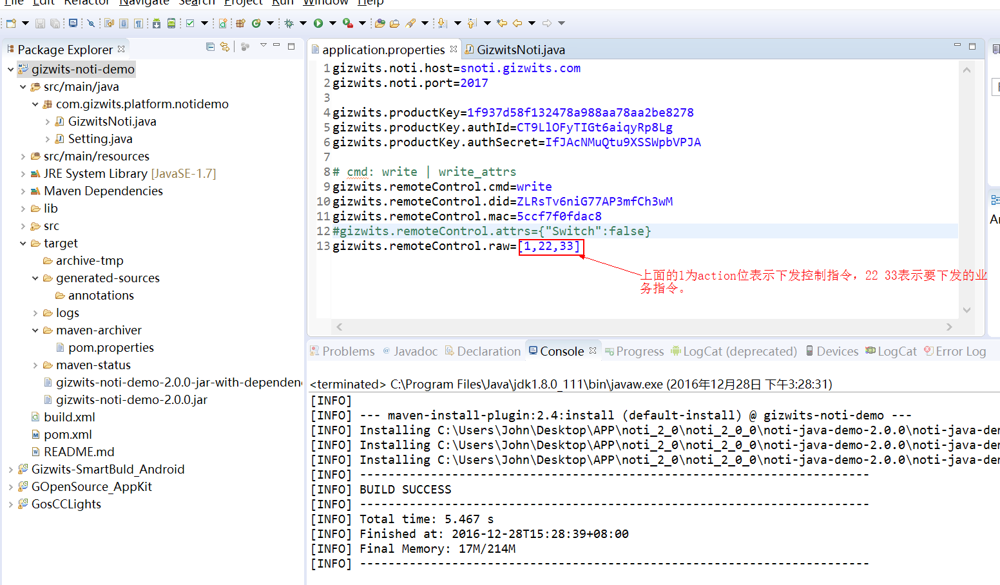 File Edit Refactor Navigate Search Project Run Window Help
Package Explorer
gizwits-noti-demo
src/main/java
com.gizwits.platform.notidemo
GizwitsNoti.java
Setting.java
src/main/resources
JRE System Library [JavaSE-1.7]
Maven Dependencies
lib
src
target
archive-tmp
generated-sources
annotations
logs
maven-archiver
pom.properties
maven-status
gizwits-noti-demo-2.0.0-jar-with-dependen
gizwits-noti-demo-2.0.0.jar
build.xml
pom.xml
README.md
Gizwits-SmartBuld_Android
GOpenSource_AppKit
GosCCLights
application.properties
GizwitsNoti.java
1 gizwits.noti.host=snoti.gizwits.com
2 gizwits.noti.port=2017
3
4 gizwits.productKey=1f937d58f132478a988aa78aa2be8278
5 gizwits.productKey.authId=CT9LlOFyTIGt6aiqyRp8Lg
6 gizwits.productKey.authSecret=IfJAcNMuQtu9XSSWpbVPJA
7
8 # cmd: write | write_attrs
9 gizwits.remoteControl.cmd=write
10 gizwits.remoteControl.did=ZLRsTv6niG77AP3mfCh3wM
11 gizwits.remoteControl.mac=5ccf7f0fdac8
12 #gizwits.remoteControl.attrs={"Switch":false}
13 gizwits.remoteControl.raw=[1,22,33]
上面的1为action位表示下发控制指令，22 33表示要下发的业
务指令。
Problems @ Javadoc Declaration Console Progress LogCat (deprecated) Devices LogCat Error Log
<terminated> C:\Program Files\Java\jdk1.8.0_111\bin\javaw.exe (2016年12月28日 下午3:28:31)
[INFO]
[INFO] --- maven-install-plugin:2.4:install (default-install) @ gizwits-noti-demo ---
[INFO] Installing C:\Users\John\Desktop\APP\noti_2_0\noti_2_0_0\noti-java-demo-2.0.0\noti-java-dem
[INFO] Installing C:\Users\John\Desktop\APP\noti_2_0\noti_2_0_0\noti-java-demo-2.0.0\noti-java-dem
[INFO] Installing C:\Users\John\Desktop\APP\noti_2_0\noti_2_0_0\noti-java-demo-2.0.0\noti-java-dem
[INFO] ------------------------------------------------------------------------
[INFO] BUILD SUCCESS
[INFO] ------------------------------------------------------------------------
[INFO] Total time: 5.467 s
[INFO] Finished at: 2016-12-28T15:28:39+08:00
[INFO] Final Memory: 17M/214M
[INFO] ------------------------------------------------------------------------